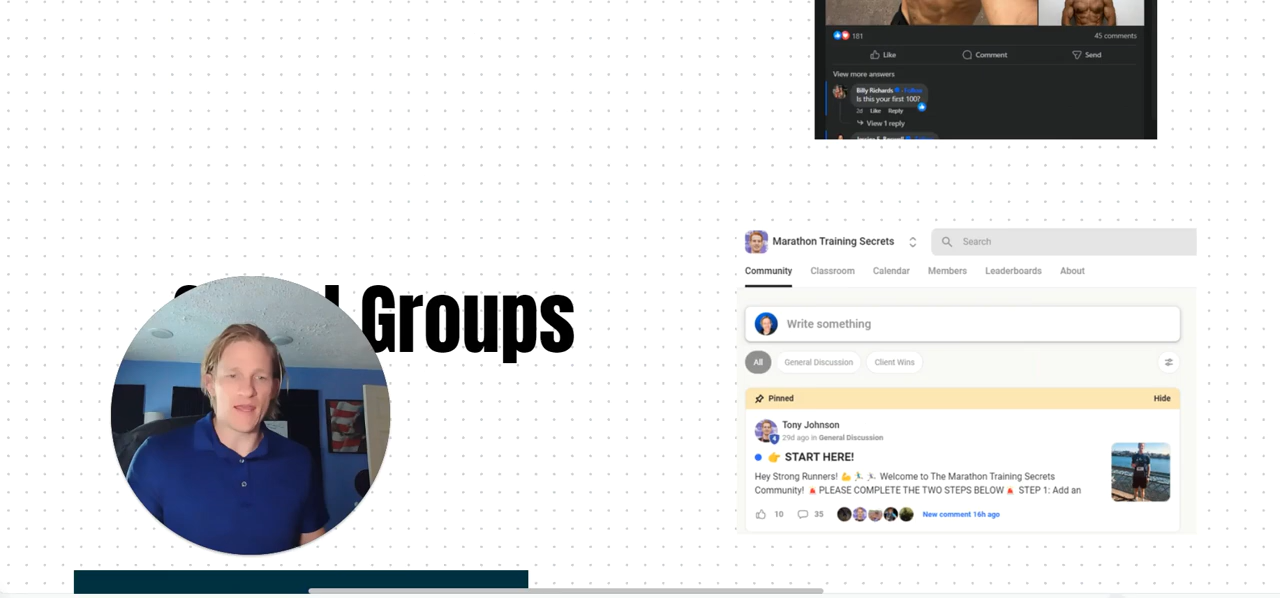 181
45 comments
Like
Comment
Send
View more answers
Billy Richards · Follow
Is this your first 100?
2d Like Reply
View 1 reply
Marathon Training Secrets
Search
Community Classroom Calendar Members Leaderboards About
Groups
Write something
All General Discussion Client Wins
Pinned
Hide
Tony Johnson
4
29d ago in General Discussion
👉 START HERE!
Hey Strong Runners! 💪 🏃 🏃 Welcome to The Marathon Training Secrets
Community! 🚨 PLEASE COMPLETE THE TWO STEPS BELOW 🚨 STEP 1: Add an
10 35 New comment 16h ago